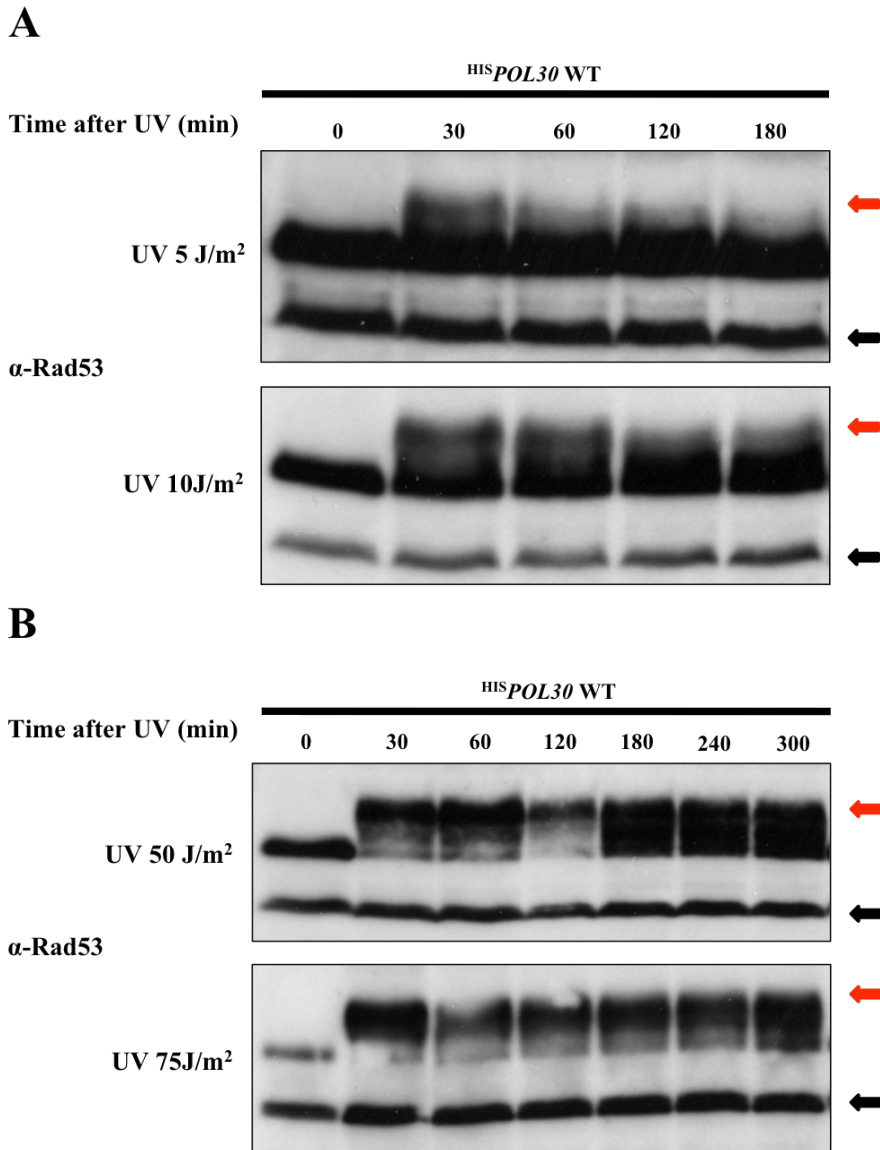 A
HISPOL30 WT
Time after UV (min)
0 30 60 120 180
UV 5 J/m²
α-Rad53
UV 10J/m²
B
HISPOL30 WT
Time after UV (min)
0 30 60 120 180 240 300
UV 50 J/m²
α-Rad53
UV 75J/m²